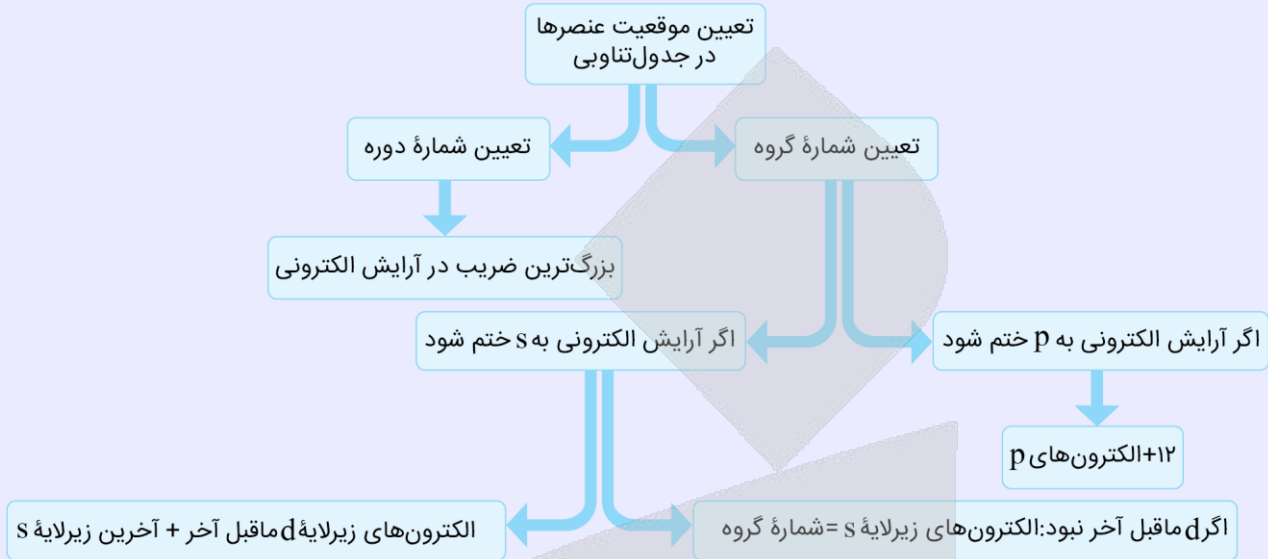 تعیین موقعیت عنصرها
در جدول‌تناوبی
تعیین شمارهٔ گروه
تعیین شمارهٔ دوره
بزرگ‌ترین ضریب در آرایش الکترونی
اگر آرایش الکترونی به p ختم شود
اگر آرایش الکترونی به s ختم شود
۱۲+الکترون‌های p
اگر d ماقبل آخر نبود:الکترون‌های زیرلایهٔ s =شمارهٔ گروه
الکترون‌های زیرلایهٔ d ماقبل آخر + آخرین زیرلایهٔ s